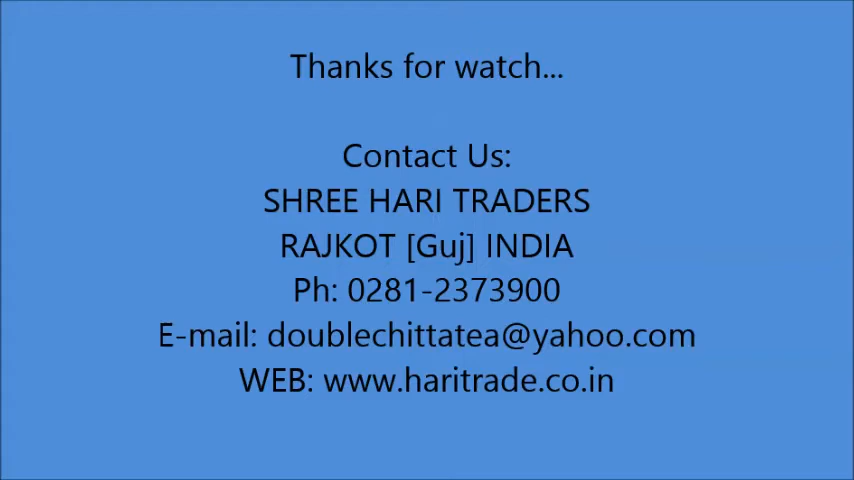 Thanks for watch...
Contact Us:
SHREE HARI TRADERS
RAJKOT [Guj] INDIA
Ph: 0281-2373900
E-mail: doublechittatea@yahoo.com
WEB: www.haritrade.co.in